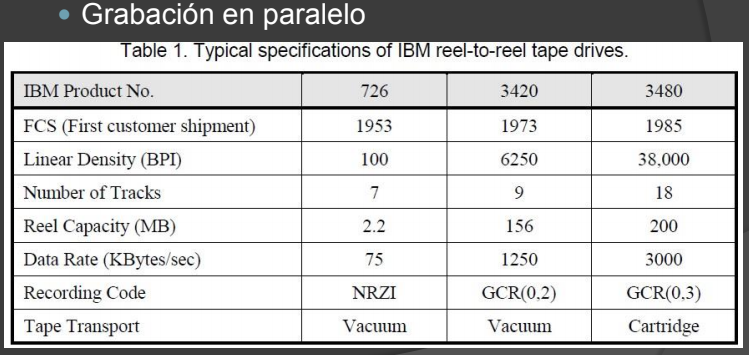 • Grabación en paralelo
Table 1. Typical specifications of IBM reel-to-reel tape drives.
IBM Product No. 726 3420 3480
FCS (First customer shipment) 1953 1973 1985
Linear Density (BPI) 100 6250 38,000
Number of Tracks 7 9 18
Reel Capacity (MB) 2.2 156 200
Data Rate (KBytes/sec) 75 1250 3000
Recording Code NRZI GCR(0,2) GCR(0,3)
Tape Transport Vacuum Vacuum Cartridge